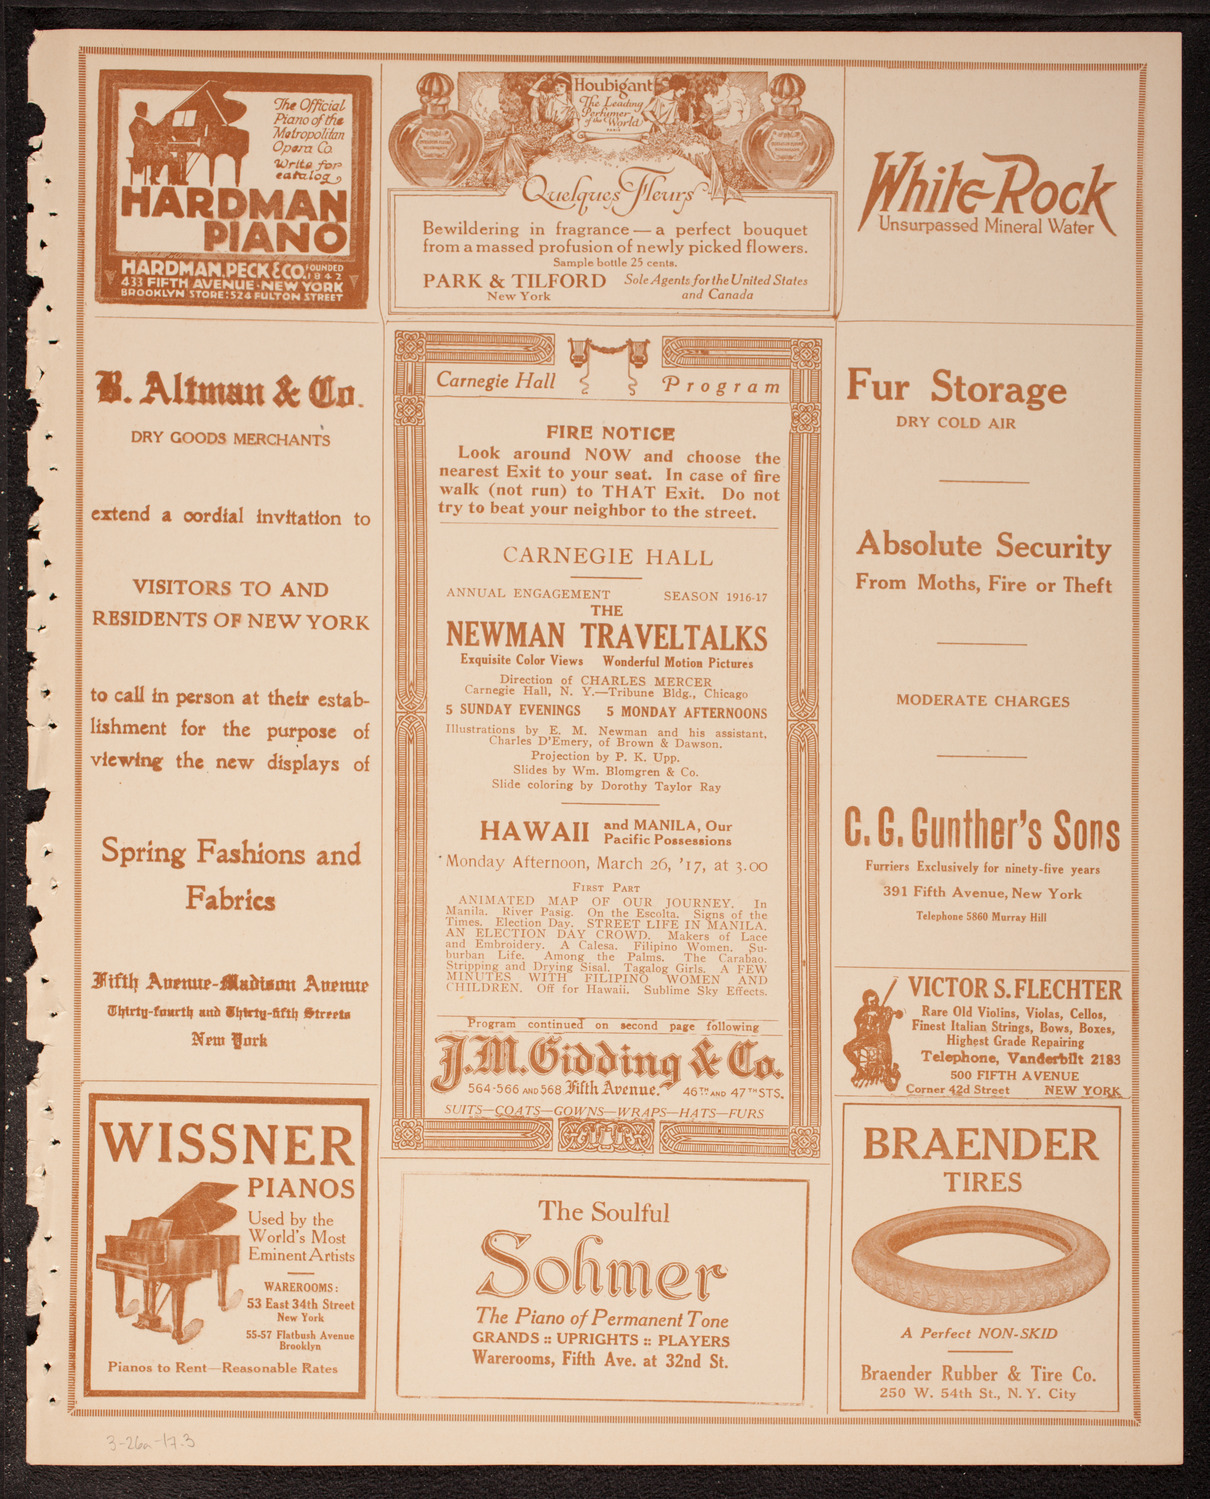 The Official
Piano of the
Metropolitan
Opera Co.
Write for
catalog
HARDMAN
PIANO
HARDMAN, PECK & CO. FOUNDED 1842
433 FIFTH AVENUE · NEW YORK
BROOKLYN STORE: 524 FULTON STREET
Houbigant
The Leading
Perfumer
of the World
PARIS
Quelques Fleurs
Bewildering in fragrance — a perfect bouquet
from a massed profusion of newly picked flowers.
Sample bottle 25 cents.
PARK & TILFORD Sole Agents for the United States
New York and Canada
White Rock
Unsurpassed Mineral Water
B. Altman & Co.
DRY GOODS MERCHANTS
extend a cordial invitation to
VISITORS TO AND
RESIDENTS OF NEW YORK
to call in person at their estab-
lishment for the purpose of
viewing the new displays of
Spring Fashions and
Fabrics
Fifth Avenue-Madison Avenue
Thirty-fourth and Thirty-fifth Streets
New York
WISSNER
PIANOS
Used by the
World's Most
Eminent Artists
WAREROOMS:
53 East 34th Street
New York
55-57 Flatbush Avenue
Brooklyn
Pianos to Rent—Reasonable Rates
Carnegie Hall Program
FIRE NOTICE
Look around NOW and choose the
nearest Exit to your seat. In case of fire
walk (not run) to THAT Exit. Do not
try to beat your neighbor to the street.
CARNEGIE HALL
ANNUAL ENGAGEMENT SEASON 1916-17
THE
NEWMAN TRAVELTALKS
Exquisite Color Views Wonderful Motion Pictures
Direction of CHARLES MERCER
Carnegie Hall, N. Y.—Tribune Bldg., Chicago
5 SUNDAY EVENINGS 5 MONDAY AFTERNOONS
Illustrations by E. M. Newman and his assistant,
Charles D'Emery, of Brown & Dawson.
Projection by P. K. Upp.
Slides by Wm. Blomgren & Co.
Slide coloring by Dorothy Taylor Ray
HAWAII and MANILA, Our
Pacific Possessions
Monday Afternoon, March 26, '17, at 3.00
FIRST PART
ANIMATED MAP OF OUR JOURNEY. In
Manila. River Pasig. On the Escolta. Signs of the
Times. Election Day. STREET LIFE IN MANILA.
AN ELECTION DAY CROWD. Makers of Lace
and Embroidery. A Calesa. Filipino Women. Su-
burban Life. Among the Palms. The Carabao.
Stripping and Drying Sisal. Tagalog Girls. A FEW
MINUTES WITH FILIPINO WOMEN AND
CHILDREN. Off for Hawaii. Sublime Sky Effects.
Program continued on second page following
J. M. Gidding & Co.
564-566 AND 568 Fifth Avenue. 46TH AND 47TH STS.
SUITS—COATS—GOWNS—WRAPS—HATS—FURS
The Soulful
Sohmer
The Piano of Permanent Tone
GRANDS :: UPRIGHTS :: PLAYERS
Warerooms, Fifth Ave. at 32nd St.
Fur Storage
DRY COLD AIR
Absolute Security
From Moths, Fire or Theft
MODERATE CHARGES
C. G. Gunther's Sons
Furriers Exclusively for ninety-five years
391 Fifth Avenue, New York
Telephone 5860 Murray Hill
VICTOR S. FLECHTER
Rare Old Violins, Violas, Cellos,
Finest Italian Strings, Bows, Boxes,
Highest Grade Repairing
Telephone, Vanderbilt 2183
500 FIFTH AVENUE
Corner 42d Street NEW YORK
BRAENDER
TIRES
A Perfect NON-SKID
Braender Rubber & Tire Co.
250 W. 54th St., N. Y. City
3-26a-17.3